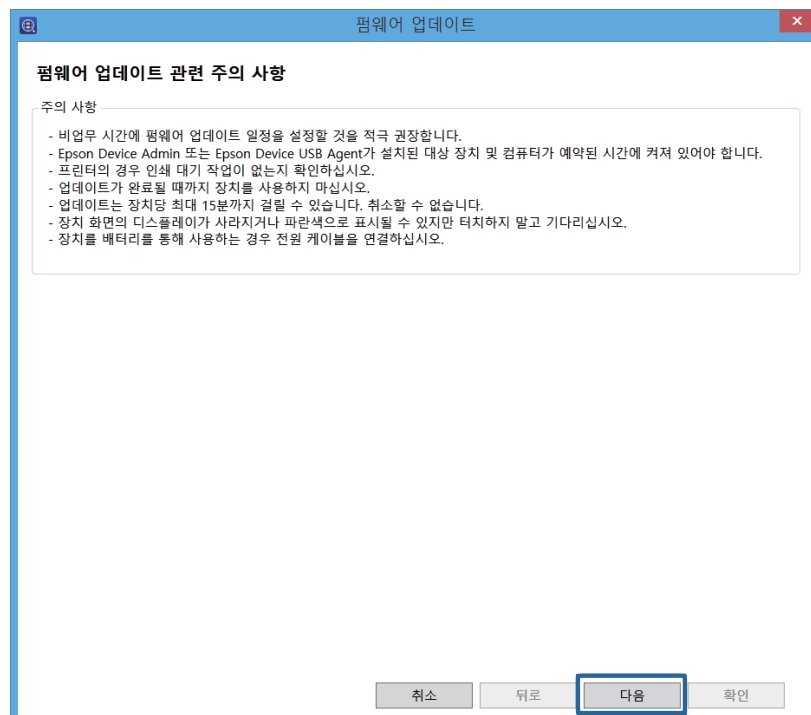 펌웨어 업데이트
펌웨어 업데이트 관련 주의 사항
주의 사항
- 비업무 시간에 펌웨어 업데이트 일정을 설정할 것을 적극 권장합니다.
- Epson Device Admin 또는 Epson Device USB Agent가 설치된 대상 장치 및 컴퓨터가 예약된 시간에 켜져 있어야 합니다.
- 프린터의 경우 인쇄 대기 작업이 없는지 확인하십시오.
- 업데이트가 완료될 때까지 장치를 사용하지 마십시오.
- 업데이트는 장치당 최대 15분까지 걸릴 수 있습니다. 취소할 수 없습니다.
- 장치 화면의 디스플레이가 사라지거나 파란색으로 표시될 수 있지만 터치하지 말고 기다리십시오.
- 장치를 배터리를 통해 사용하는 경우 전원 케이블을 연결하십시오.
취소 뒤로 다음 확인